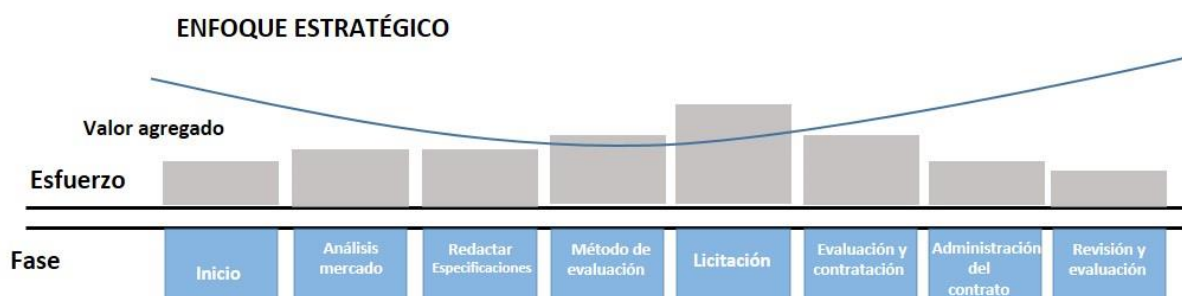 ENFOQUE ESTRATÉGICO
Valor agregado
Esfuerzo
Fase
Inicio
Análisis
mercado
Redactar
Especificaciones
Método de
evaluación
Licitación
Evaluación y
contratación
Administración
del
contrato
Revisión y
evaluación